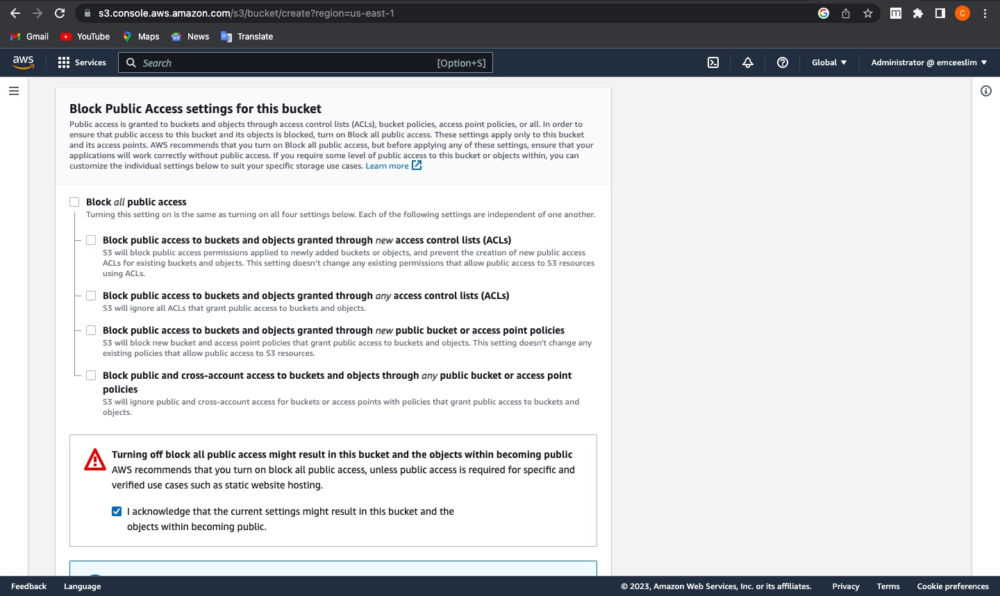 s3.console.aws.amazon.com/s3/bucket/create?region=us-east-1
m
C
Gmail
YouTube
Maps
News
Translate
aws
Services
Search
[Option+S]
Global
Administrator @ emceeslim
Block Public Access settings for this bucket
Public access is granted to buckets and objects through access control lists (ACLs), bucket policies, access point policies, or all. In order to
ensure that public access to this bucket and its objects is blocked, turn on Block all public access. These settings apply only to this bucket
and its access points. AWS recommends that you turn on Block all public access, but before applying any of these settings, ensure that your
applications will work correctly without public access. If you require some level of public access to this bucket or objects within, you can
customize the individual settings below to suit your specific storage use cases. Learn more
Block all public access
Turning this setting on is the same as turning on all four settings below. Each of the following settings are independent of one another.
Block public access to buckets and objects granted through new access control lists (ACLs)
S3 will block public access permissions applied to newly added buckets or objects, and prevent the creation of new public access
ACLs for existing buckets and objects. This setting doesn't change any existing permissions that allow public access to S3 resources
using ACLs.
Block public access to buckets and objects granted through any access control lists (ACLs)
S3 will ignore all ACLs that grant public access to buckets and objects.
Block public access to buckets and objects granted through new public bucket or access point policies
S3 will block new bucket and access point policies that grant public access to buckets and objects. This setting doesn't change any
existing policies that allow public access to S3 resources.
Block public and cross-account access to buckets and objects through any public bucket or access point
policies
S3 will ignore public and cross-account access for buckets or access points with policies that grant public access to buckets and
objects.
Turning off block all public access might result in this bucket and the objects within becoming public
AWS recommends that you turn on block all public access, unless public access is required for specific and
verified use cases such as static website hosting.
I acknowledge that the current settings might result in this bucket and the
objects within becoming public.
Feedback
Language
© 2023, Amazon Web Services, Inc. or its affiliates.
Privacy
Terms
Cookie preferences